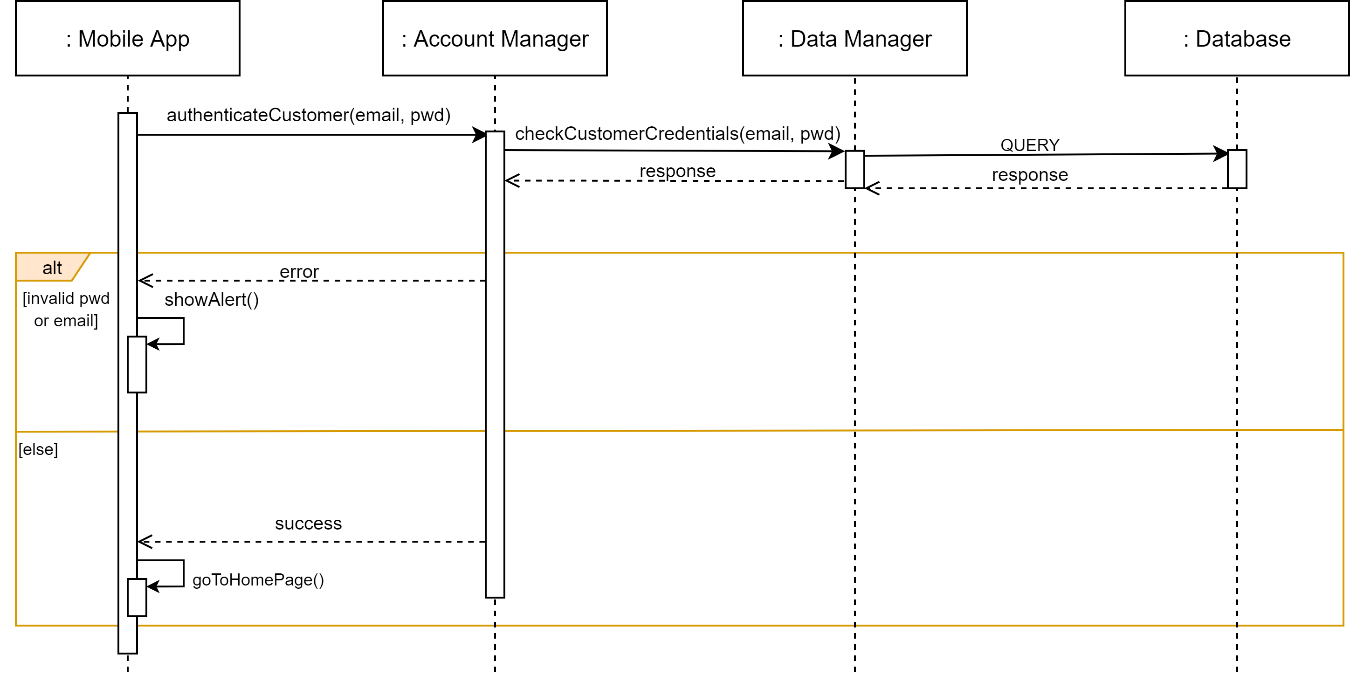 : Mobile App
: Account Manager
: Data Manager
: Database
authenticateCustomer(email, pwd)
checkCustomerCredentials(email, pwd)
QUERY
response
response
alt
error
[invalid pwd
or email]
showAlert()
[else]
success
goToHomePage()